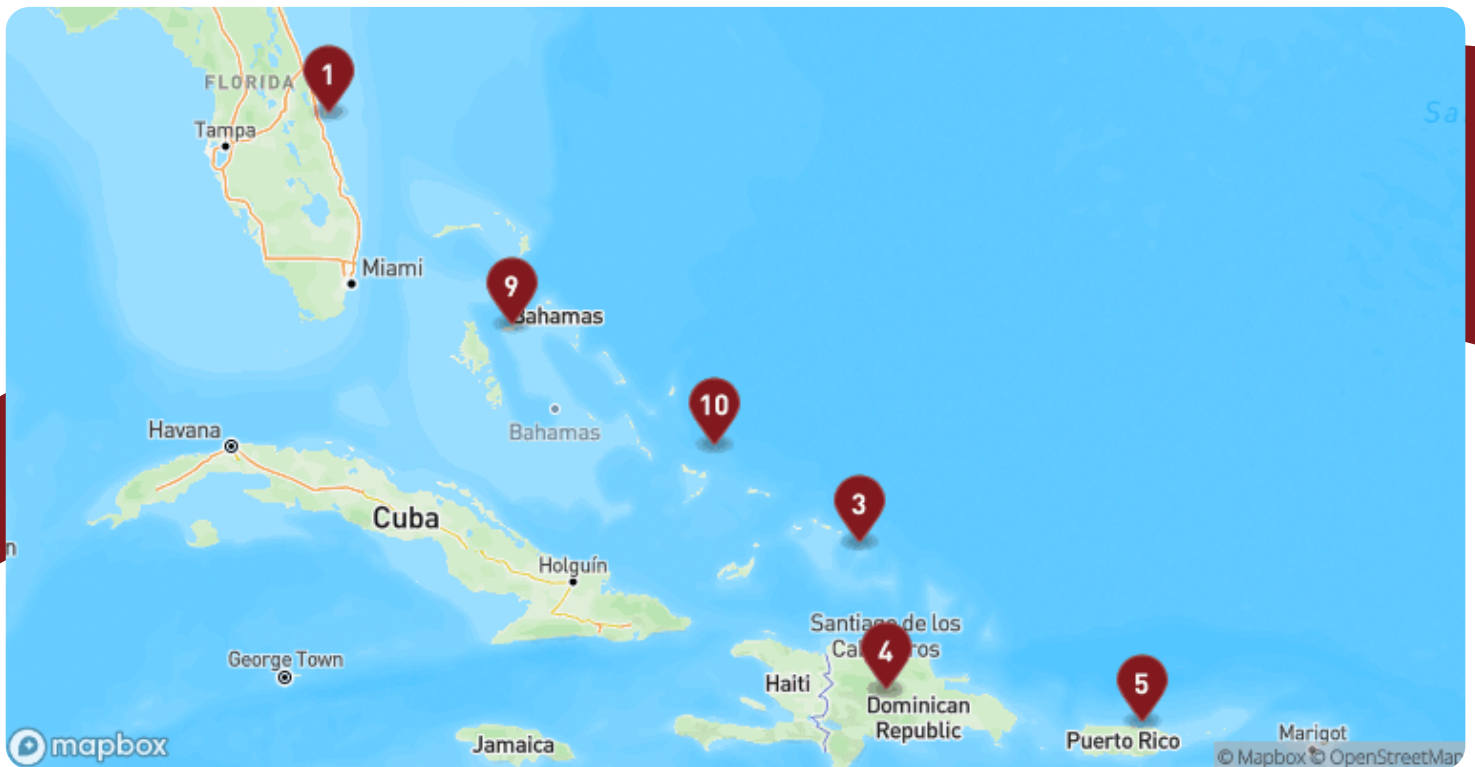 1
FLORIDA
Sa
Tampa
Miami
9
Bahamas
10
Havana
Bahamas
3
Cuba
n
Holguín
Santiago de los
Caballeros
4
George Town
Haiti
5
Dominican
Republic
Marigot
Puerto Rico
Jamaica
mapbox
© Mapbox © OpenStreetMap